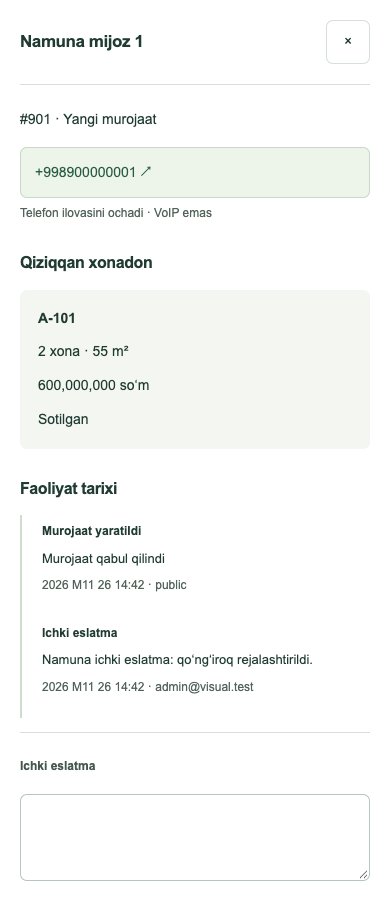 Namuna mijoz 1
×
#901 · Yangi murojaat
+998900000001 ↗
Telefon ilovasini ochadi · VoIP emas
Qiziqqan xonadon
A-101
2 xona · 55 m²
600,000,000 soʻm
Sotilgan
Faoliyat tarixi
Murojaat yaratildi
Murojaat qabul qilindi
2026 M11 26 14:42 · public
Ichki eslatma
Namuna ichki eslatma: qoʻngʻiroq rejalashtirildi.
2026 M11 26 14:42 · admin@visual.test
Ichki eslatma